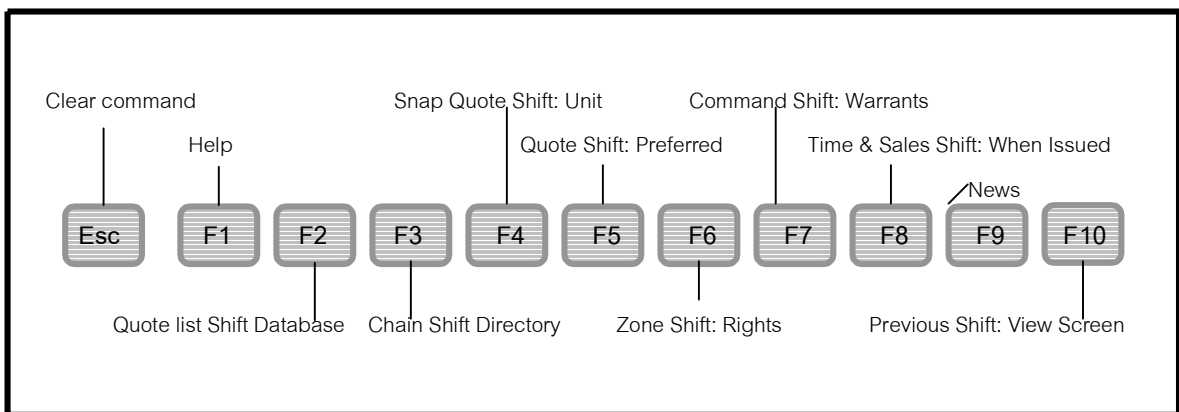 Clear command
Snap Quote Shift: Unit
Command Shift: Warrants
Help
Quote Shift: Preferred
Time & Sales Shift: When Issued
News
Esc
F1
F2
F3
F4
F5
F6
F7
F8
F9
F10
Quote list Shift Database
Chain Shift Directory
Zone Shift: Rights
Previous Shift: View Screen